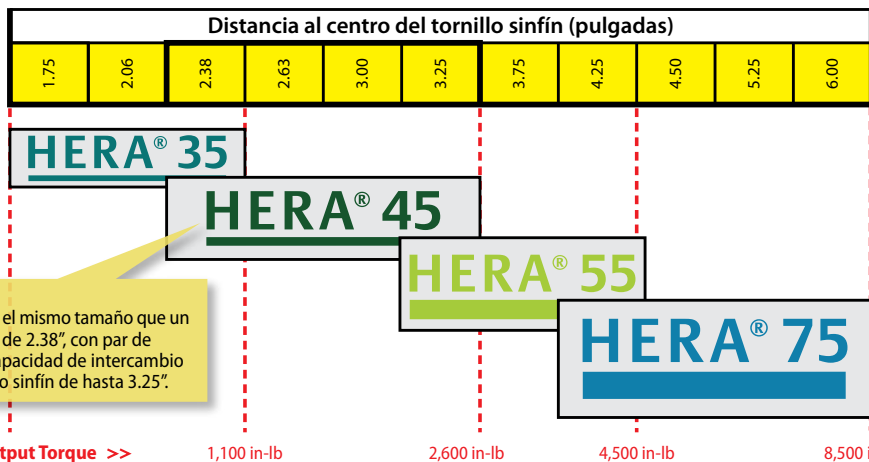 Distancia al centro del tornillo sinfín (pulgadas)
1.75 2.06 2.38 2.63 3.00 3.25 3.75 4.25 4.50 5.25 6.00
HERA® 35
HERA® 45
HERA® 55
HERA® 75
el mismo tamaño que un
de 2.38”, con par de
intercambio
sinfín de hasta 3.25”.
Torque >> 1,100 in-lb 2,600 in-lb 4,500 in-lb 8,500